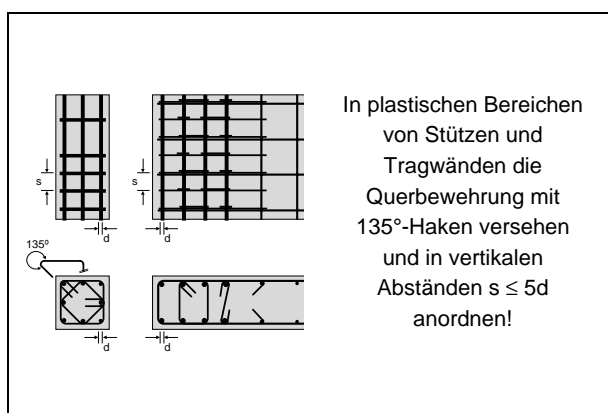 s
s
d
d
135º
d
d
In plastischen Bereichen
von Stützen und
Tragwänden die
Querbewehrung mit
135°-Haken versehen
und in vertikalen
Abständen s ≤ 5d
anordnen!